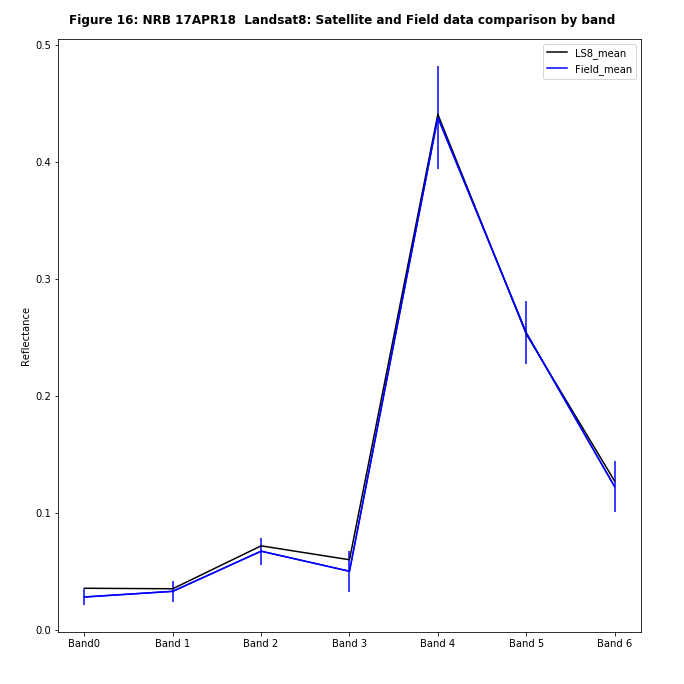 Figure 16: NRB 17APR18  Landsat8: Satellite and Field data comparison by band
LS8_mean
Field_mean
0.5
0.4
0.3
0.2
0.1
0.0
Reflectance
Band0 Band 1 Band 2 Band 3 Band 4 Band 5 Band 6